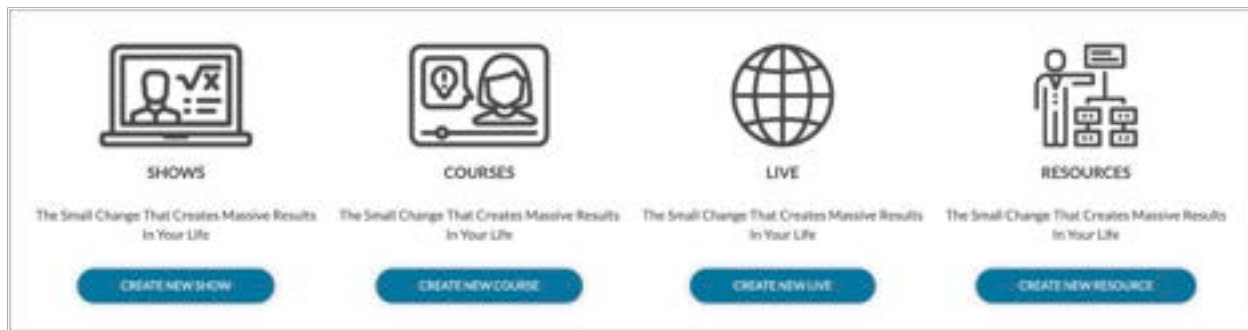 SHOWS
The Small Change That Creates Massive Results
In Your Life
CREATE NEW SHOW
COURSES
The Small Change That Creates Massive Results
In Your Life
CREATE NEW COURSE
LIVE
The Small Change That Creates Massive Results
In Your Life
CREATE NEW LIVE
RESOURCES
The Small Change That Creates Massive Results
In Your Life
CREATE NEW RESOURCE